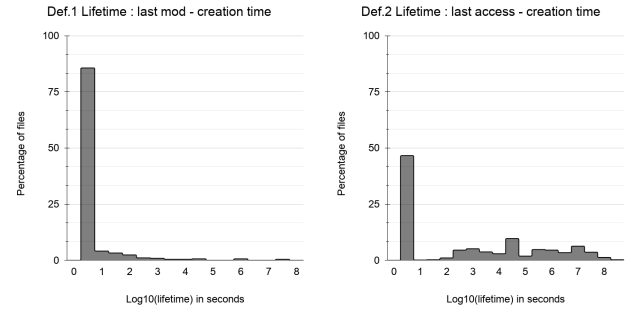 Def.1 Lifetime : last mod - creation time
100
75
50
25
0
Percentage of files
0 1 2 3 4 5 6 7 8
Log10(lifetime) in seconds
Def.2 Lifetime : last access - creation time
100
75
50
25
0
Percentage of files
0 1 2 3 4 5 6 7 8
Log10(lifetime) in seconds